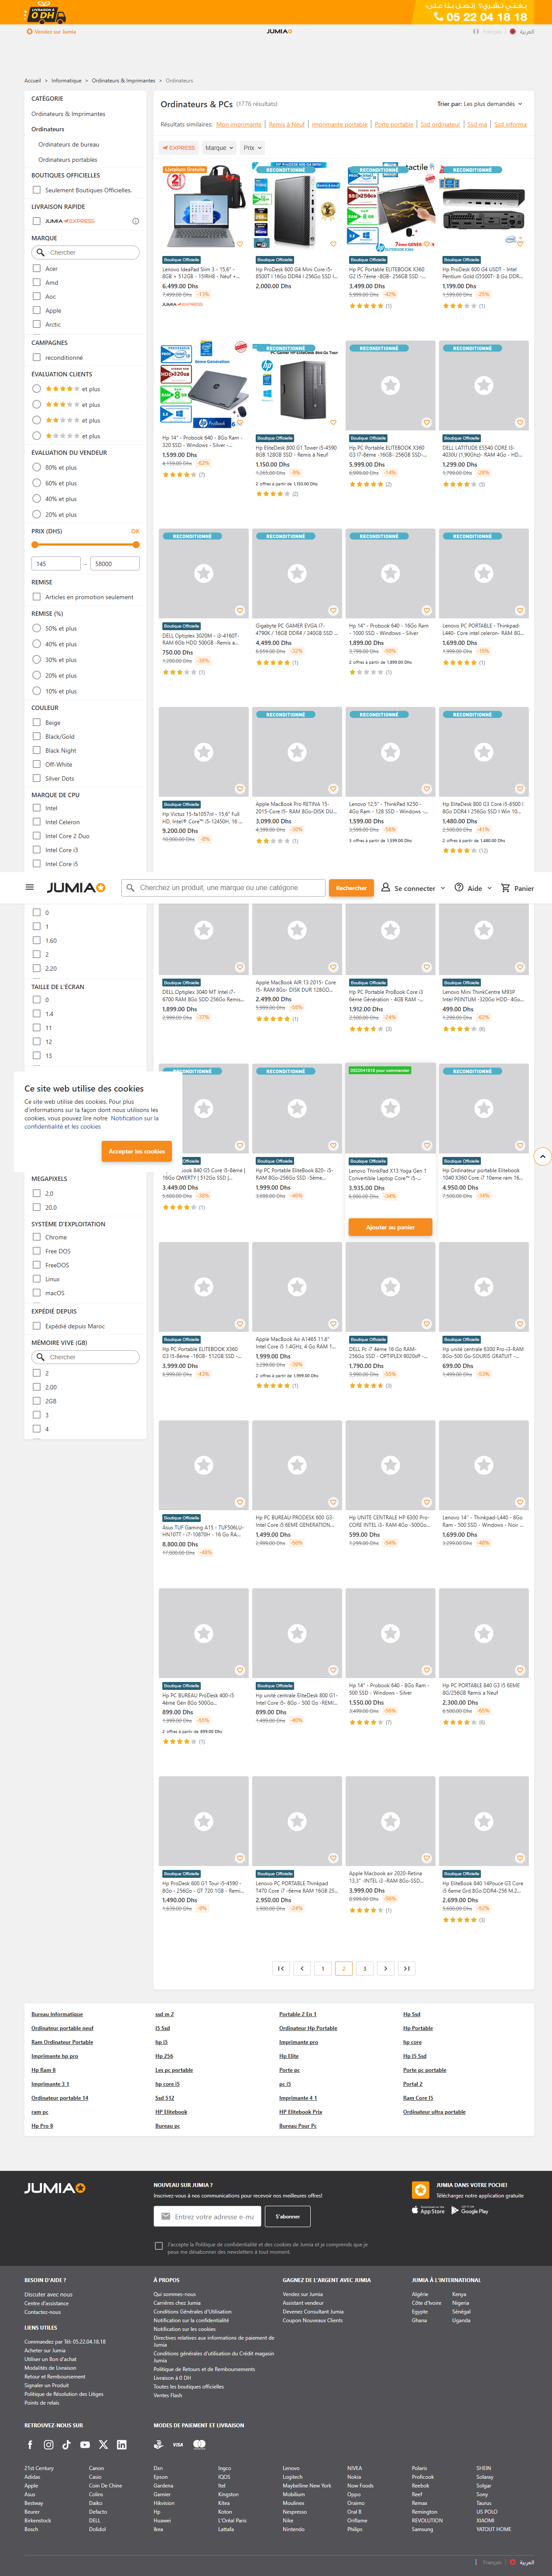 LIVRAISON À 0 DH
بغيتي تشري؟ اتصل بنا على
05 22 04 18 18
Vendez sur Jumia
JUMIA
Français
العربية
Accueil > Informatique > Ordinateurs & Imprimantes > Ordinateurs
CATÉGORIE
Ordinateurs & Imprimantes
Ordinateurs
Ordinateurs de bureau
Ordinateurs portables
BOUTIQUES OFFICIELLES
Seulement Boutiques Officielles.
LIVRAISON RAPIDE
JUMIA EXPRESS
MARQUE
Chercher
Acer
Amd
Aoc
Apple
Arctic
CAMPAGNES
reconditionné
ÉVALUATION CLIENTS
et plus
et plus
et plus
et plus
ÉVALUATION DU VENDEUR
80% et plus
60% et plus
40% et plus
20% et plus
PRIX (DHS)
OK
145 - 58000
REMISE
Articles en promotion seulement
REMISE (%)
50% et plus
40% et plus
30% et plus
20% et plus
10% et plus
COULEUR
Beige
Black/Gold
Black Night
Off-White
Silver Dots
MARQUE DE CPU
Intel
Intel Celeron
Intel Core 2 Duo
Intel Core i3
Intel Core i5
Ordinateurs & PCs (1776 résultats)
Trier par: Les plus demandés
Résultats similaires: Mon imprimante | Remis à Neuf | imprimante portable | Porte portable | Ssd ordinateur | Ssd ma | Ssd informa
EXPRESS
Marque
Prix
Livraison Gratuite
Boutique Officielle
Lenovo IdeaPad Slim 3 - 15,6" -
8GB + 512GB - 15IRH8 - Neuf +...
6,499.00 Dhs
7,499.00 Dhs -13%
JUMIA EXPRESS
RECONDITIONNÉ
Boutique Officielle
Hp ProDesk 600 G4 Mini Core i5-
8500T I 16Go DDR4 I 256Go SSD I...
2,000.00 Dhs
RECONDITIONNÉ
Boutique Officielle
Hp PC Portable ELITEBOOK X360
G2 I5-7ème -8GB- 256GB SSD -...
3,499.00 Dhs
5,999.00 Dhs -42%
(1)
RECONDITIONNÉ
Boutique Officielle
Hp ProDesk 600 G4 USDT - Intel
Pentium Gold G5500T- 8 Go DDR...
1,199.00 Dhs
1,599.00 Dhs -25%
(1)
Hp 14" - Probook 640 - 8Go Ram -
320 SSD - Windows - Silver -...
1,599.00 Dhs
4,159.00 Dhs -62%
(7)
PC Gamer HP EliteDesk 800 G1 Tour
Boutique Officielle
Hp EliteDesk 800 G1 Tower i5-4590
8GB 128GB SSD - Remis à Neuf
1,150.00 Dhs
1,265.00 Dhs -9%
2 offres à partir de 1,150.00 Dhs
(2)
RECONDITIONNÉ
Boutique Officielle
Hp PC Portable ELITEBOOK X360
G3 I7-8ème -16GB- 256GB SSD-...
5,999.00 Dhs
6,999.00 Dhs -14%
(2)
RECONDITIONNÉ
Boutique Officielle
DELL LATITUDE E5540 CORE I3-
4030U (1,90Ghz)- RAM 4Go - HD...
1,299.00 Dhs
1,799.00 Dhs -28%
(5)
RECONDITIONNÉ
Boutique Officielle
DELL Optiplex 3020M - i3-4160T-
RAM 6Gb HDD 500GB -Remis a...
750.00 Dhs
1,200.00 Dhs -38%
(1)
RECONDITIONNÉ
Gigabyte PC GAMER EVGA I7-
4790K / 16GB DDR4 / 240GB SSD...
4,499.00 Dhs
6,659.00 Dhs -32%
(1)
RECONDITIONNÉ
Hp 14" - Probook 640 - 16Go Ram
- 1000 SSD - Windows - Silver
1,899.00 Dhs
3,799.00 Dhs -50%
2 offres à partir de 1,899.00 Dhs
(1)
RECONDITIONNÉ
Lenovo PC PORTABLE - Thinkpad-
L440- Core intel celeron- RAM 8G...
1,699.00 Dhs
1,999.00 Dhs -15%
(1)
Boutique Officielle
Hp Victus 15-fa1057nl - 15,6" Full
HD, Intel® Core™ i5-12450H, 16...
9,200.00 Dhs
10,000.00 Dhs -8%
RECONDITIONNÉ
Apple MacBook Pro RETINA 15-
2015-Core I5- RAM 8Go-DISK DU...
3,099.00 Dhs
4,399.00 Dhs -30%
(1)
RECONDITIONNÉ
Lenovo 12,5" - ThinkPad X250 -
4Go Ram - 128 SSD - Windows -...
1,599.00 Dhs
3,599.00 Dhs -56%
3 offres à partir de 1,599.00 Dhs
RECONDITIONNÉ
Hp EliteDesk 800 G3 Core i5-6500 I
8Go DDR4 I 256Go SSD I Win 10...
1,480.00 Dhs
2,500.00 Dhs -41%
2 offres à partir de 1,480.00 Dhs
(12)
JUMIA
Cherchez un produit, une marque ou une catégorie
Rechercher
Se connecter
Aide
Panier
0
1
1.60
2
2.20
TAILLE DE L'ÉCRAN
0
1.4
11
12
13
Boutique Officielle
DELL Optiplex 3040 MT Intel i7-
6700 RAM 8Go SDD 256Go Remis...
1,899.00 Dhs
2,999.00 Dhs -37%
Apple MacBook AIR 13 2015- Core
I5- RAM 8Go- DISK DUR 128GO...
2,499.00 Dhs
5,999.00 Dhs -58%
(1)
Boutique Officielle
Hp PC Portable ProBook Core i3
6ème Génération - 4GB RAM -...
1,912.00 Dhs
2,500.00 Dhs -24%
(3)
Boutique Officielle
Lenovo Mini ThinkCentre M93P
Intel PEINTUM -320Go HDD- 4Go...
499.00 Dhs
1,299.00 Dhs -62%
(6)
Ce site web utilise des cookies
Ce site web utilise des cookies. Pour plus
d'informations sur la façon dont nous utilisons les
cookies, vous pouvez lire notre Notification sur la
confidentialité et les cookies
Accepter les cookies
RECONDITIONNÉ
840 G5 Core i5-8ème |
16Go QWERTY | 512Go SSD |...
3,449.00 Dhs
5,600.00 Dhs -38%
(1)
RECONDITIONNÉ
Boutique Officielle
Hp PC Portable EliteBook 820- i5-
RAM 8Go-256Go SSD -5ème...
1,999.00 Dhs
3,699.00 Dhs -46%
0522041818 pour commander
Boutique Officielle
Lenovo ThinkPad X13 Yoga Gen 1
Convertible Laptop Core™ i5-...
3,935.00 Dhs
6,000.00 Dhs -34%
Ajouter au panier
RECONDITIONNÉ
Boutique Officielle
Hp Ordinateur portable Elitebook
1040 X360 Core i7 10eme ram 16...
4,950.00 Dhs
7,500.00 Dhs -34%
MEGAPIXELS
2.0
20.0
SYSTÈME D'EXPLOITATION
Chrome
Free DOS
FreeDOS
Linux
macOS
EXPÉDIÉ DEPUIS
Expédié depuis Maroc
MÉMOIRE VIVE (GB)
Chercher
2
2.00
2GB
3
4
Boutique Officielle
Hp PC Portable ELITEBOOK X360
G3 I5-8ème -16GB- 512GB SSD -...
3,999.00 Dhs
6,999.00 Dhs -43%
Apple MacBook Air A1465 11.6"
Intel Core i5 1.4GHz, 4 Go RAM 1...
1,999.00 Dhs
3,299.00 Dhs -39%
2 offres à partir de 1,999.00 Dhs
(1)
Boutique Officielle
DELL Pc i7 4ème 16 Go RAM-
256Go SSD - OPTIPLEX 9020dff -...
1,790.00 Dhs
3,990.00 Dhs -55%
(3)
Boutique Officielle
Hp unité centrale 6300 Pro-i3-RAM
8Go-500 Go-SOURIS GRATUIT -...
699.00 Dhs
1,499.00 Dhs -53%
Boutique Officielle
Asus TUF Gaming A15 - TUF506LU-
HN107T - i7-10870H - 16 Go RA...
8,800.00 Dhs
17,000.00 Dhs -48%
Hp PC BUREAU PRODESK 600 G3-
Intel Core i5 6EME GENERATION...
1,499.00 Dhs
2,999.00 Dhs -50%
Hp UNITE CENTRALE HP 6300 Pro-
CORE INTEL i3- RAM 4Go -500Go...
599.00 Dhs
1,299.00 Dhs -54%
Lenovo 14" - Thinkpad-L440 - 8Go
Ram - 500 SSD - Windows - Noir...
1,699.00 Dhs
3,299.00 Dhs -48%
Boutique Officielle
Hp PC BUREAU ProDesk 400-i5
4ème Gén 8Go 500Go...
899.00 Dhs
1,999.00 Dhs -55%
2 offres à partir de 899.00 Dhs
(1)
Boutique Officielle
Hp unité centrale EliteDesk 800 G1-
Intel Core i5- 8Go - 500 Go -REMI...
899.00 Dhs
1,499.00 Dhs -40%
Hp 14" - Probook 640 - 8Go Ram -
500 SSD - Windows - Silver
1,550.00 Dhs
3,499.00 Dhs -56%
(7)
Hp PC PORTABLE 840 G3 I5 6EME
8G/256GB Remis a Neuf
2,300.00 Dhs
6,500.00 Dhs -65%
(6)
Boutique Officielle
Hp ProDesk 600 G1 Tour i5-4590 -
8Go - 256Go - GT 720 1GB - Remi...
1,490.00 Dhs
1,639.00 Dhs -9%
Boutique Officielle
Lenovo PC PORTABLE Thinkpad
T470 Core i7 -6ème RAM 16GB 25...
2,950.00 Dhs
3,900.00 Dhs -24%
Apple Macbook air 2020-Retina
13,3" -INTEL i3 -RAM 8Go-SSD...
3,999.00 Dhs
8,999.00 Dhs -56%
(1)
Boutique Officielle
Hp EliteBook 840 14Pouce G3 Core
i5 6eme Grd 8Go DDR4-256 M.2...
2,699.00 Dhs
5,600.00 Dhs -52%
(3)
1 2 3
Bureau Informatique
ssd m 2
Portable 2 En 1
Hp Ssd
Ordinateur portable neuf
I5 Ssd
Ordinateur Hp Portable
Hp Portable
Ram Ordinateur Portable
hp i5
Imprimante pro
hp core
Imprimante hp pro
Hp 256
Hp Elite
Hp I5 Ssd
Hp Ram 8
Les pc portable
Porte pc
Porte pc portable
Imprimante 3 1
hp core i5
pc i5
Portal 2
Ordinateur portable 14
Ssd 512
Imprimante 4 1
Ram Core I5
ram pc
HP Elitebook
HP Elitebook Prix
Ordinateur ultra portable
Hp Pro 8
Bureau pc
Bureau Pour Pc
JUMIA
NOUVEAU SUR JUMIA ?
Inscrivez-vous à nos communications pour recevoir nos meilleures offres!
Entrez votre adresse e-ma
S'abonner
J'accepte la Politique de confidentialité et des cookies de Jumia et je comprends que je
peux me désabonner des newsletters à tout moment.
JUMIA DANS VOTRE POCHE!
Téléchargez notre application gratuite
App Store
Google Play
BESOIN D'AIDE ?
Discuter avec nous
Centre d'assistance
Contactez-nous
LIENS UTILES
Commandez par Tél: 05.22.04.18.18
Acheter sur Jumia
Utiliser un Bon d'achat
Modalités de Livraison
Retour et Remboursement
Signaler un Produit
Politique de Résolution des Litiges
Points de relais
À PROPOS
Qui sommes-nous
Carrières chez Jumia
Conditions Générales d'Utilisation
Notification sur la confidentialité
Notification sur les cookies
Directives relatives aux informations de paiement de
Jumia
Conditions générales d'utilisation du Crédit magasin
Jumia
Politique de Retours et de Remboursements
Livraison à 0 DH
Toutes les boutiques officielles
Ventes Flash
GAGNEZ DE L'ARGENT AVEC JUMIA
Vendez sur Jumia
Assistant vendeur
Devenez Consultant Jumia
Coupon Nouveaux Clients
JUMIA À L'INTERNATIONAL
Algérie
Côte d'Ivoire
Egypte
Ghana
Kenya
Nigeria
Sénégal
Uganda
RETROUVEZ-NOUS SUR
MODES DE PAIEMENT ET LIVRAISON
VISA
21st Century
Adidas
Apple
Asus
Bestway
Beurer
Birkenstock
Bosch
Canon
Casio
Coin De Chine
Colins
Daiko
Defacto
DELL
Dolidol
Dxn
Epson
Gardena
Garnier
Hikvision
Hp
Huawei
Ikea
Ingco
IQOS
Itel
Kingston
Kitea
Koton
L'Oréal Paris
Lattafa
Lenovo
Logitech
Maybelline New York
Mobilium
Moulinex
Nespresso
Nike
Nintendo
NIVEA
Nokia
Now Foods
Oppo
Oraimo
Oral B
Oriflame
Philips
Polaris
Proficook
Reebok
Reef
Remae
Remington
REVOLUTION
Samsung
SHEIN
Solaray
Solgar
Sony
Taurus
US POLO
XIAOMI
YATOUT HOME
Français
العربية